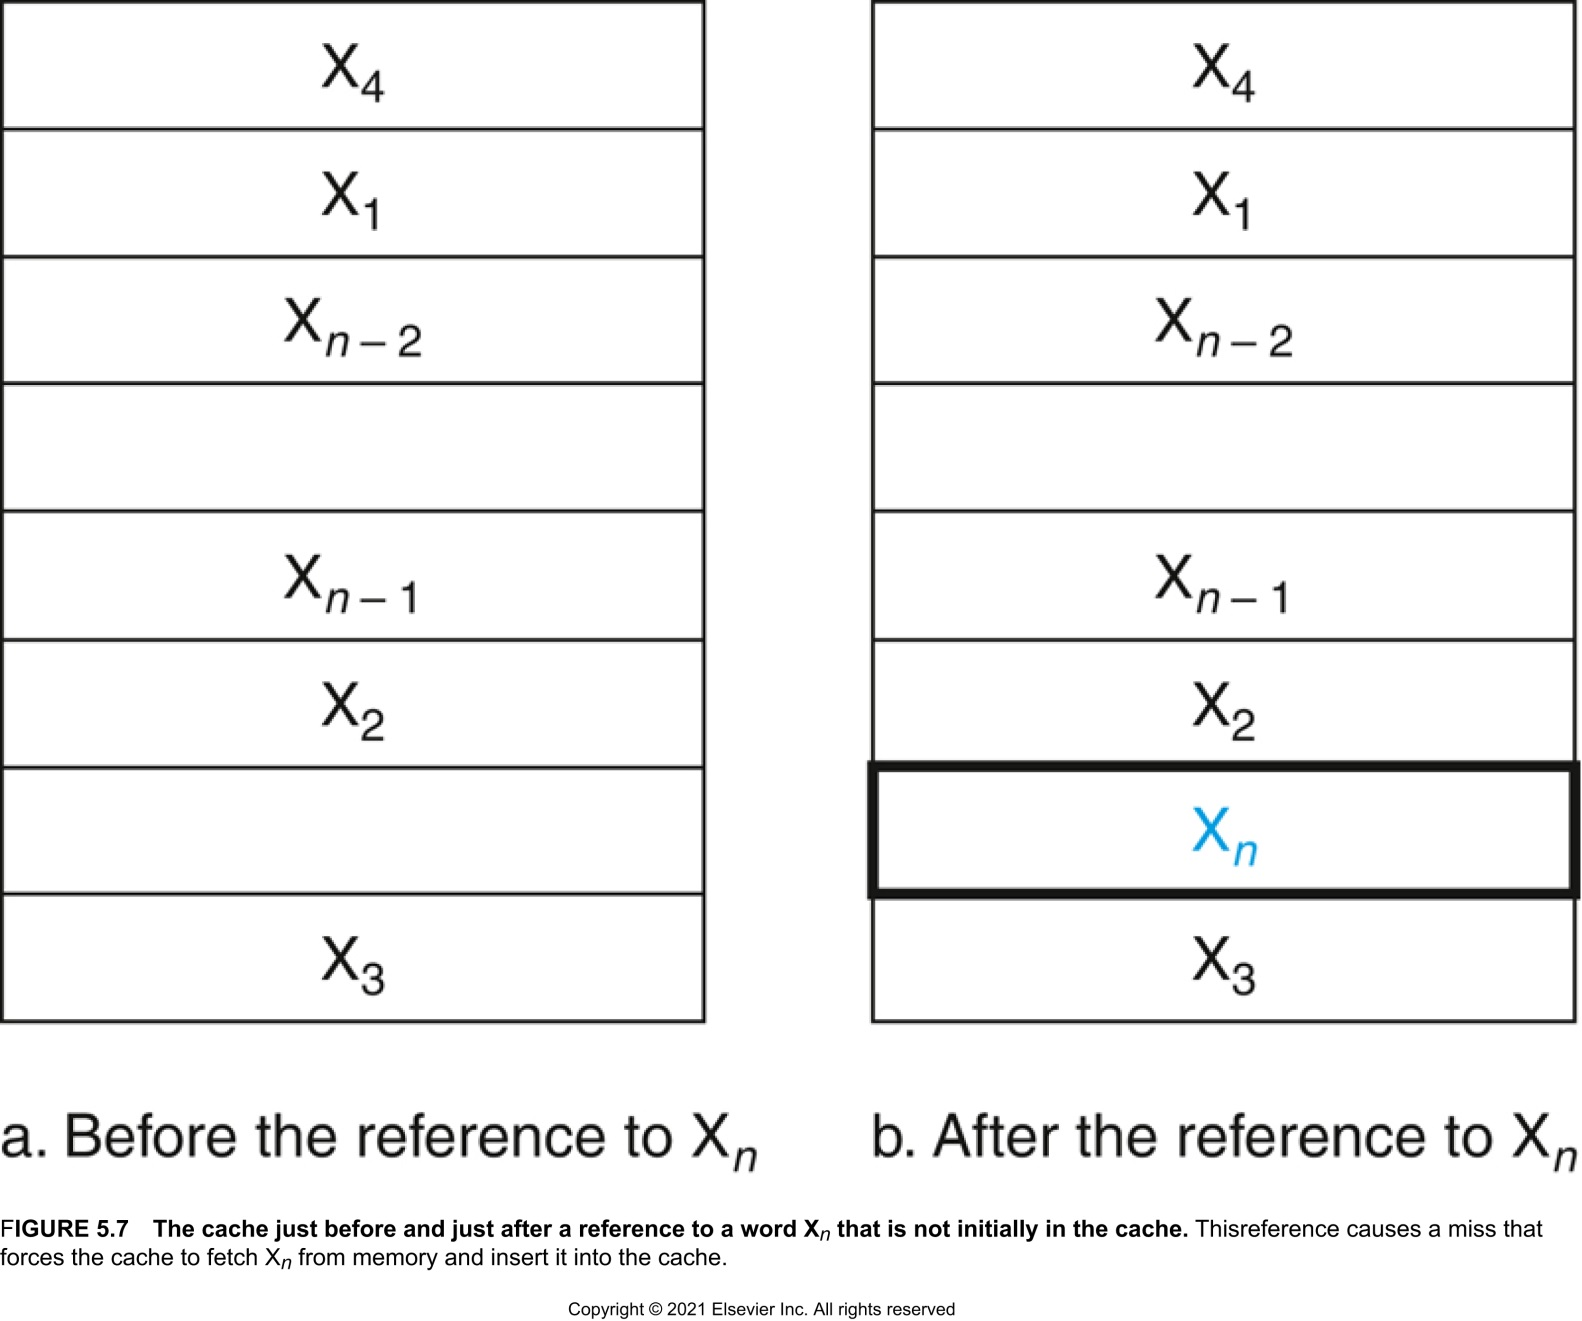 X4
X4
X1
X1
Xn – 2
Xn – 2
Xn – 1
Xn – 1
X2
X2
Xn
X3
X3
a. Before the reference to Xn
b. After the reference to Xn
FIGURE 5.7 The cache just before and just after a reference to a word Xn that is not initially in the cache. Thisreference causes a miss that
forces the cache to fetch Xn from memory and insert it into the cache.
Copyright © 2021 Elsevier Inc. All rights reserved